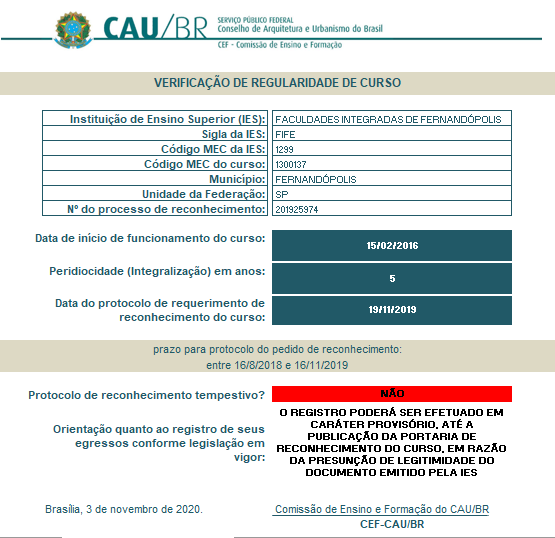 CAU/BR
SERVIÇO PÚBLICO FEDERAL
Conselho de Arquitetura e Urbanismo do Brasil
CEF - Comissão de Ensino e Formação
VERIFICAÇÃO DE REGULARIDADE DE CURSO
Instituição de Ensino Superior (IES): FACULDADES INTEGRADAS DE FERNANDÓPOLIS
Sigla da IES: FIFE
Código MEC da IES: 1299
Código MEC do curso: 1300137
Município: FERNANDÓPOLIS
Unidade da Federação: SP
Nº do processo de reconhecimento: 201925974
Data de início de funcionamento do curso: 15/02/2016
Peridiocidade (Integralização) em anos: 5
Data do protocolo de requerimento de
reconhecimento do curso: 19/11/2019
prazo para protocolo do pedido de reconhecimento:
entre 16/8/2018 e 16/11/2019
Protocolo de reconhecimento tempestivo? NÃO
Orientação quanto ao registro de seus
egressos conforme legislação em
vigor:
O REGISTRO PODERÁ SER EFETUADO EM
CARÁTER PROVISÓRIO, ATÉ A
PUBLICAÇÃO DA PORTARIA DE
RECONHECIMENTO DO CURSO, EM RAZÃO
DA PRESUNÇÃO DE LEGITIMIDADE DO
DOCUMENTO EMITIDO PELA IES
Brasília, 3 de novembro de 2020.
Comissão de Ensino e Formação do CAU/BR
CEF-CAU/BR